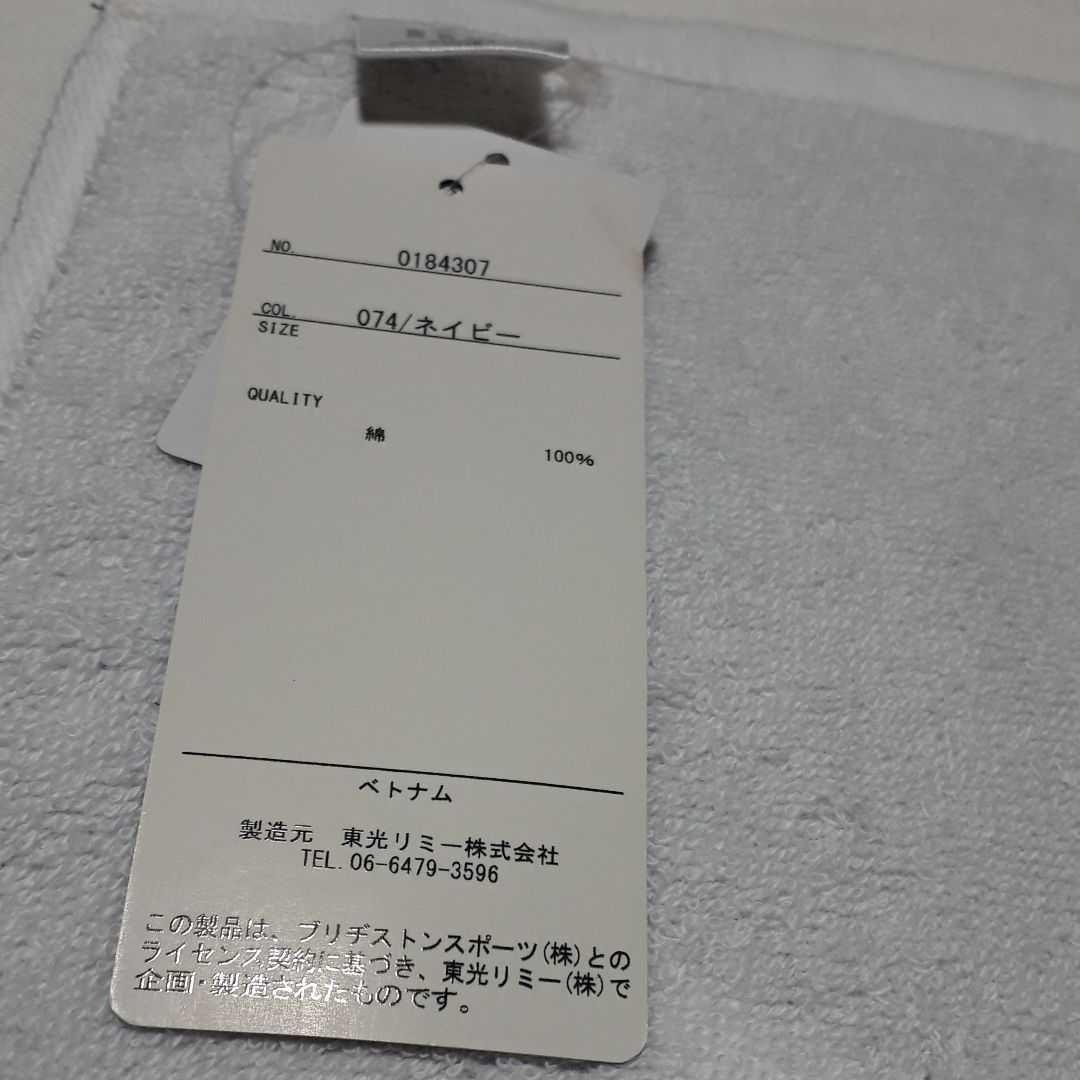 NO. 0184307
COL. 074/ネイビー
SIZE
QUALITY
綿 100%
ベトナム
製造元 東光リミー株式会社
TEL. 06-6479-3596
この製品は、ブリヂストンスポーツ(株)との
ライセンス契約に基づき、東光リミー(株)で
企画・製造されたものです。